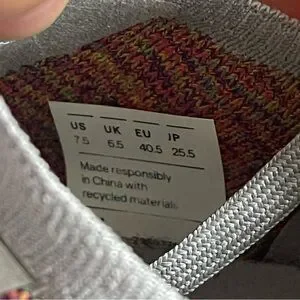 US UK EU JP
7.5 6.5 40.5 25.5
Made responsibly
in China with
recycled materials